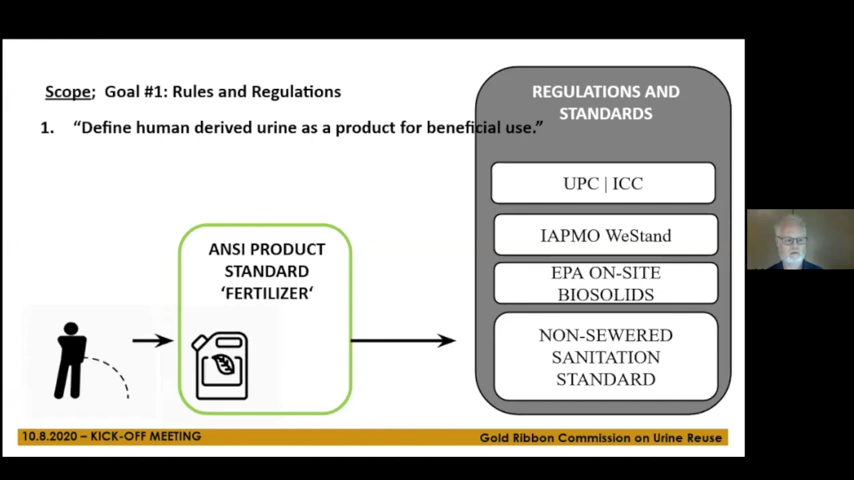 Scope; Goal #1: Rules and Regulations
1. “Define human derived urine as a product for beneficial use.”
REGULATIONS AND
STANDARDS
UPC | ICC
IAPMO WeStand
EPA ON-SITE
BIOSOLIDS
NON-SEWERED
SANITATION
STANDARD
ANSI PRODUCT
STANDARD
‘FERTILIZER‘
10.8.2020 – KICK-OFF MEETING
Gold Ribbon Commission on Urine Reuse